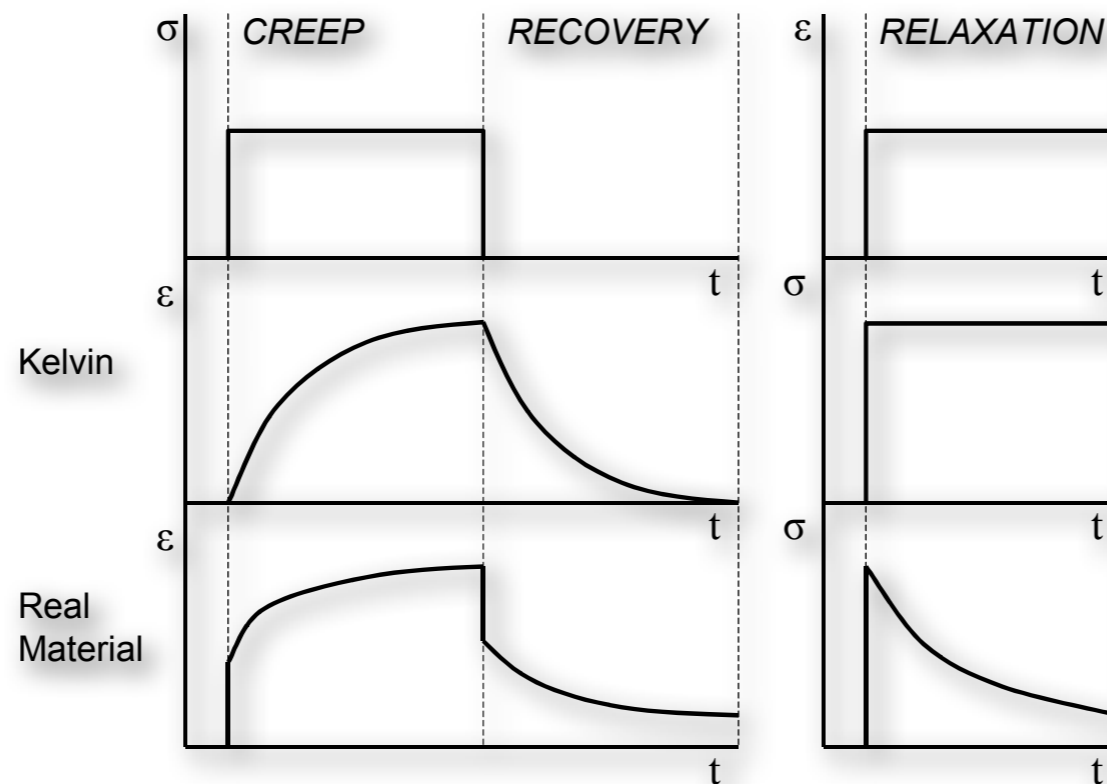 σ CREEP RECOVERY ε RELAXATION
t t
ε σ
Kelvin
t t
ε σ
Real
Material
t t